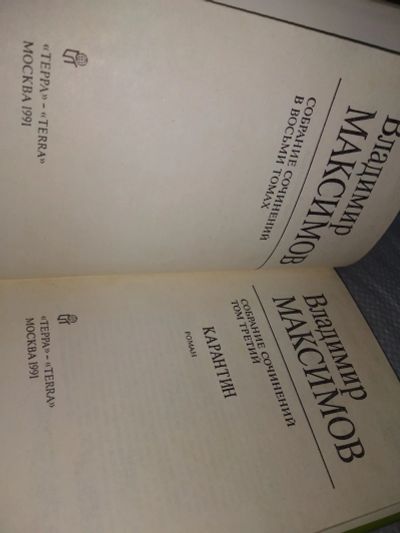 Владимир
МАКСИМОВ
СОБРАНИЕ СОЧИНЕНИЙ
В ВОСЬМИ ТОМАХ
«ТЕРРА» – «TERRA»
МОСКВА 1991
Владимир
МАКСИМОВ
СОБРАНИЕ СОЧИНЕНИЙ
ТОМ ТРЕТИЙ
КАРАНТИН
РОМАН
«ТЕРРА» – «TERRA»
МОСКВА 1991